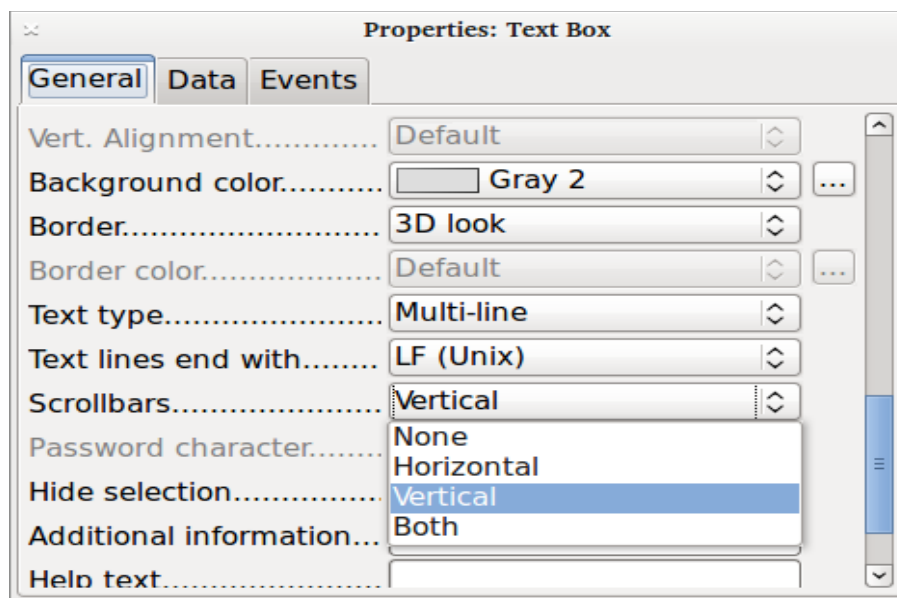 Properties: Text Box
General Data Events
Vert. Alignment............. Default
Background color.......... Gray 2 ...
Border.......................... 3D look
Border color.................. Default ...
Text type...................... Multi-line
Text lines end with........ LF (Unix)
Scrollbars..................... Vertical
None
Password character.......
Horizontal
Hide selection............... Vertical
Additional information... Both
Help text......................